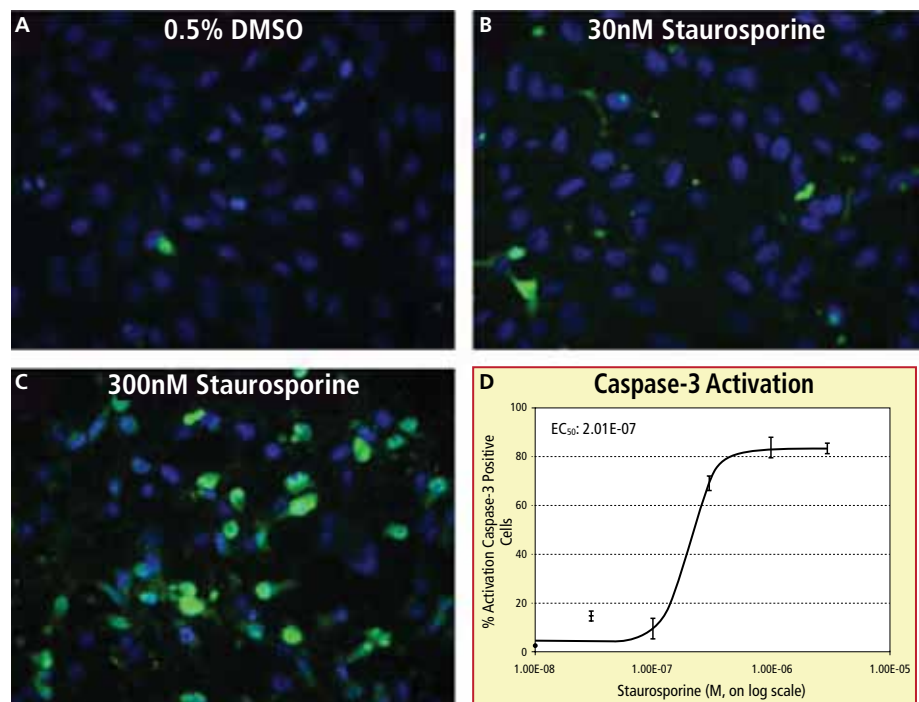 A
0.5% DMSO
B
30nM Staurosporine
C
300nM Staurosporine
D
Caspase-3 Activation
EC₅₀: 2.01E-07
100
80
60
40
20
0
% Activation Caspase-3 Positive
Cells
1.00E-08
1.00E-07
1.00E-06
1.00E-05
Staurosporine (M, on log scale)